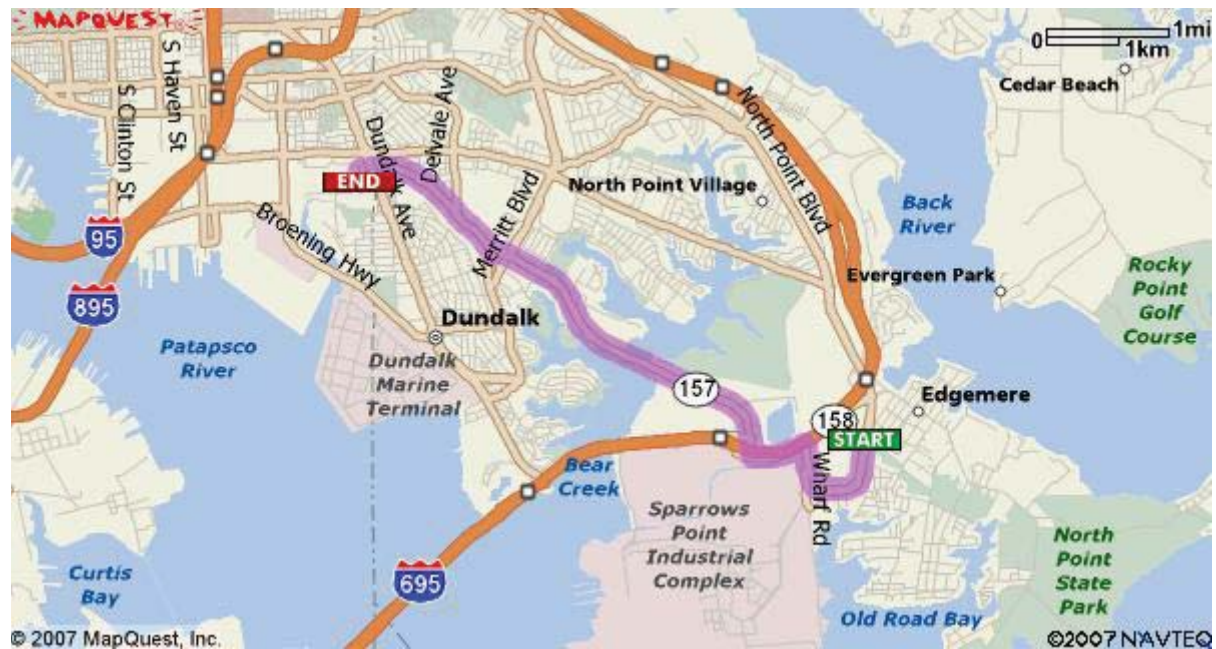 MAPQUEST
0
1mi
1km
Cedar Beach
S Haven St
S Clinton St
Dundalk Ave
Delvale Ave
North Point Blvd
END
North Point Village
Back
River
Broening Hwy
Merritt Blvd
95
895
Evergreen Park
Rocky
Point
Golf
Course
Patapsco
River
Dundalk
Dundalk
Marine
Terminal
157
Edgemere
158
START
Bear
Creek
Wharf Rd
Sparrows
Point
Industrial
Complex
North
Point
State
Park
Curtis
Bay
695
Old Road Bay
© 2007 MapQuest, Inc.
©2007 NAVTEQ